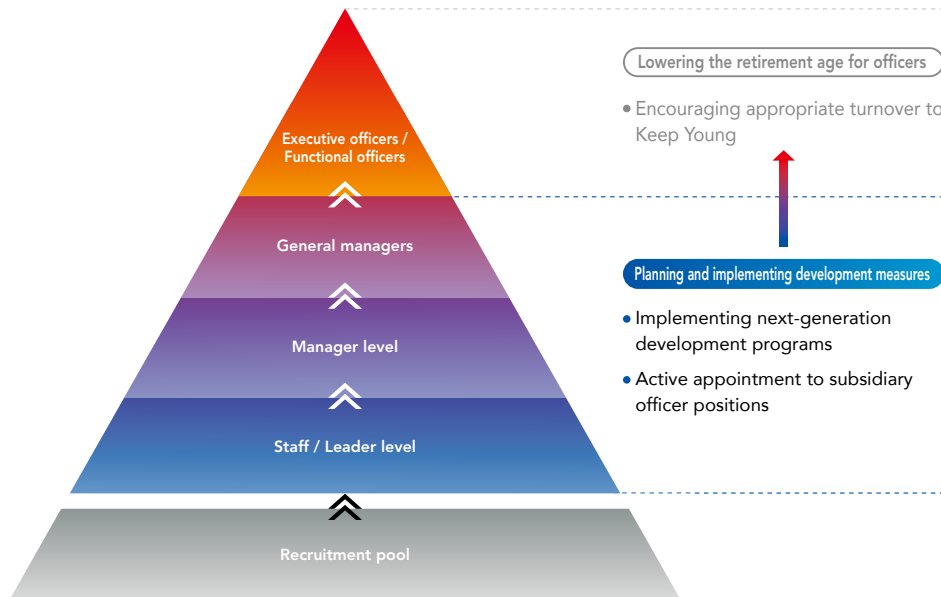 Executive officers /
Functional officers
General managers
Manager level
Staff / Leader level
Recruitment pool
Lowering the retirement age for officers
• Encouraging appropriate turnover to
Keep Young
Planning and implementing development measures
• Implementing next-generation
development programs
• Active appointment to subsidiary
officer positions